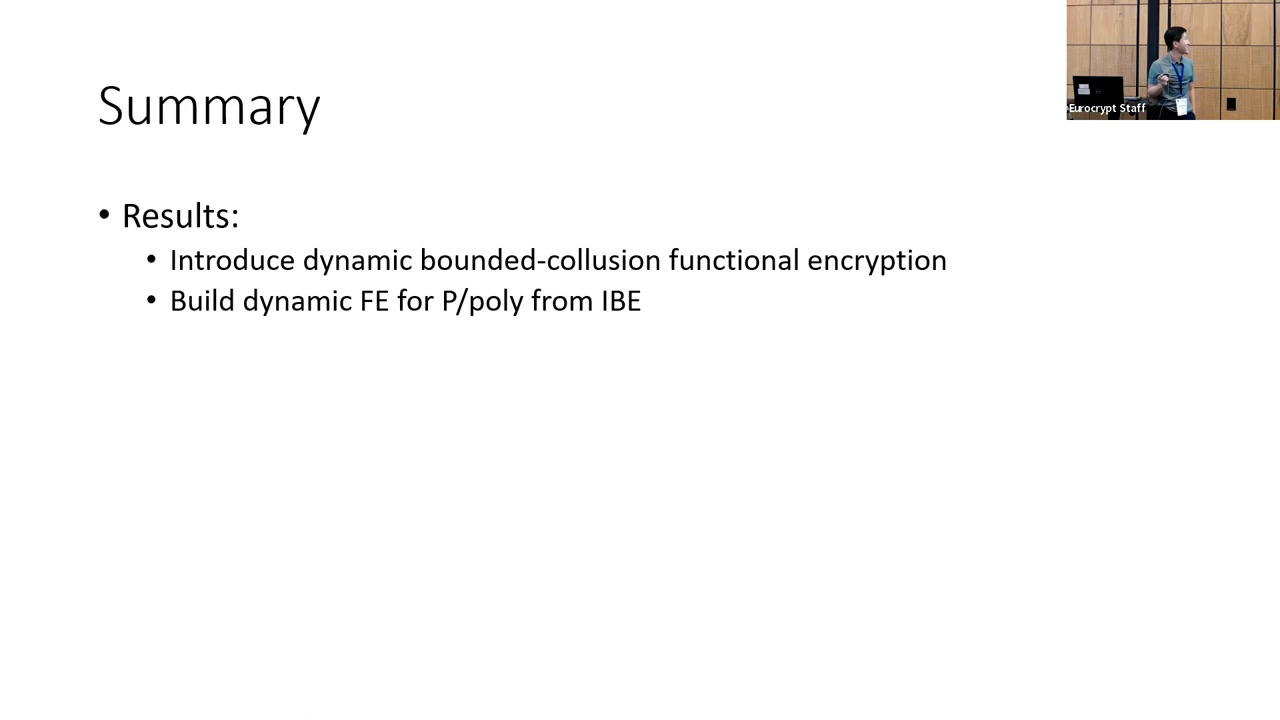 Summary
Eurocrypt Staff
• Results:
• Introduce dynamic bounded-collusion functional encryption
• Build dynamic FE for P/poly from IBE